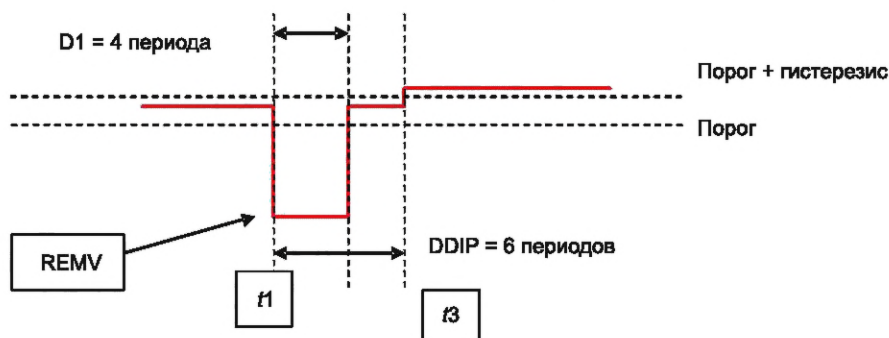 D1 = 4 периода
Порог + гистерезис
Порог
DDIP = 6 периодов
REMV
t1
t3